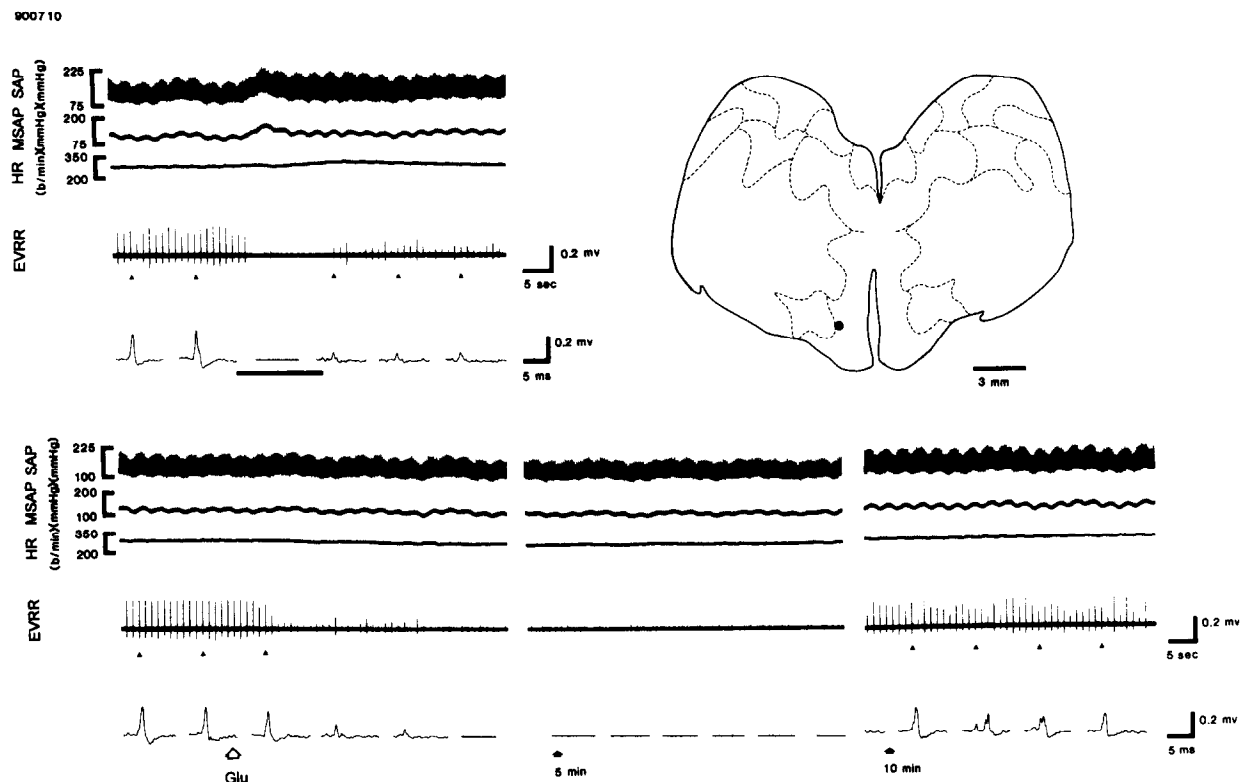 900710
HR MSAP SAP
(b/min)(mmHg)(mmHg)
225
75
200
75
350
200
EVRR
0.2 mv
5 sec
0.2 mv
5 ms
3 mm
HR MSAP SAP
(b/min)(mmHg)(mmHg)
225
100
200
100
350
200
EVRR
0.2 mv
5 sec
0.2 mv
5 ms
Glu
5 min
10 min